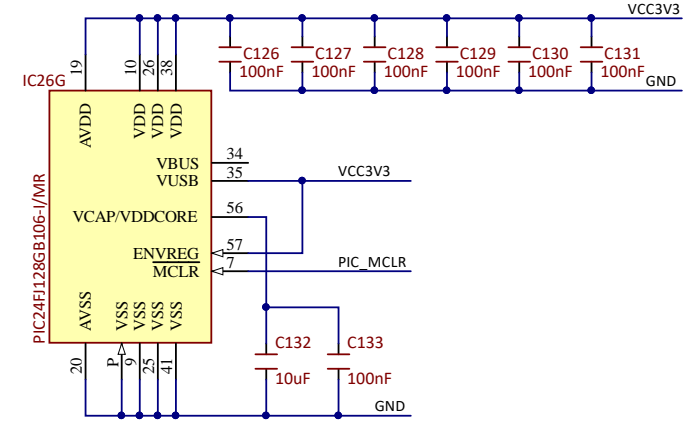 VCC3V3
19
10
26
38
C126
C127
C128
C129
C130
C131
100nF
100nF
100nF
100nF
100nF
100nF
IC26G
GND
AVDD
VDD
VDD
VDD
VBUS
34
VUSB
35
VCC3V3
VCAP/VDDCORE
56
ENVREG
57
MCLR
7
PIC_MCLR
PIC24FJ128GB106-I/MR
AVSS
VSS
VSS
VSS
VSS
C132
C133
20
P
9
25
41
10uF
100nF
GND